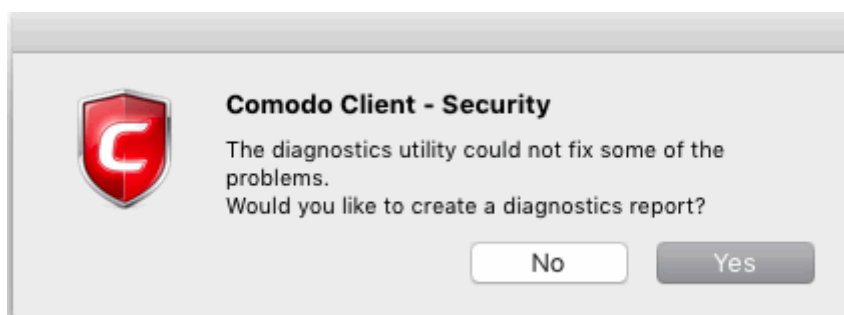 C
Comodo Client - Security
The diagnostics utility could not fix some of the
problems.
Would you like to create a diagnostics report?
No
Yes